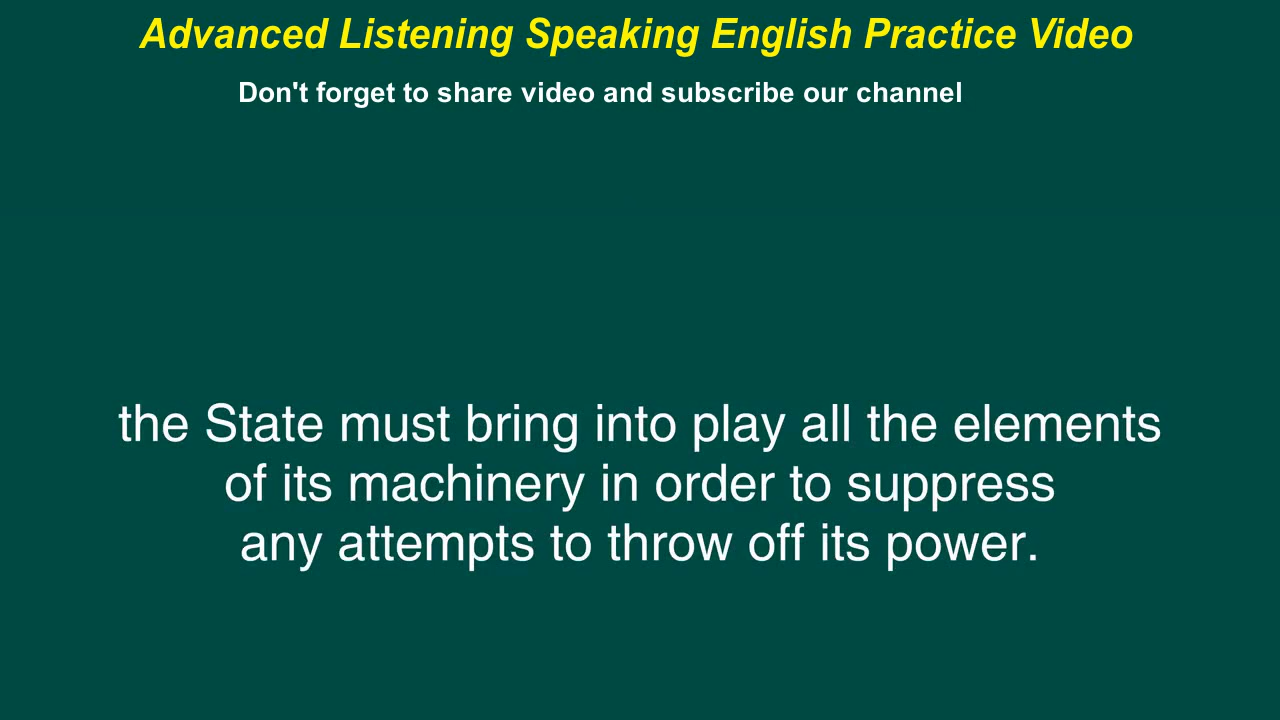 Advanced Listening Speaking English Practice Video
Don't forget to share video and subscribe our channel
the State must bring into play all the elements
of its machinery in order to suppress
any attempts to throw off its power.